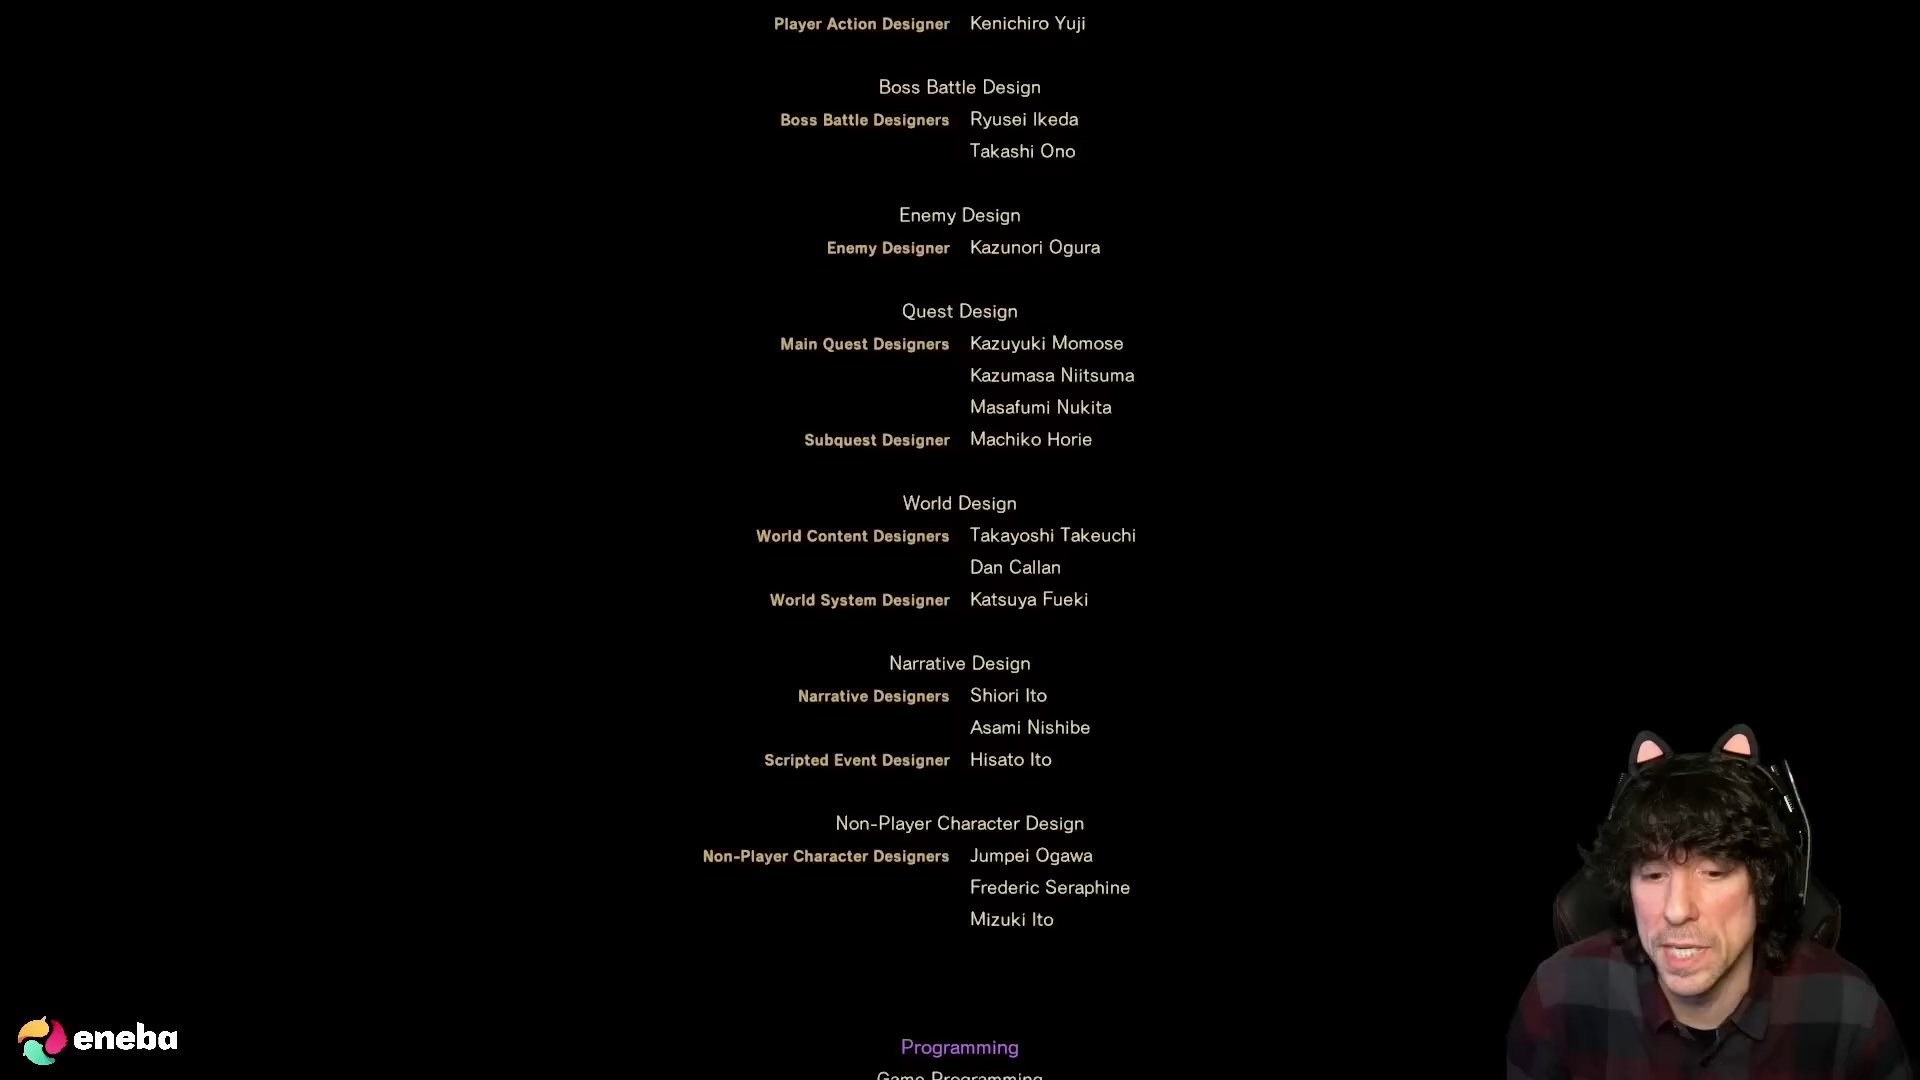 Player Action Designer Kenichiro Yuji
Boss Battle Design
Boss Battle Designers Ryusei Ikeda
Takashi Ono
Enemy Design
Enemy Designer Kazunori Ogura
Quest Design
Main Quest Designers Kazuyuki Momose
Kazumasa Niitsuma
Masafumi Nukita
Subquest Designer Machiko Horie
World Design
World Content Designers Takayoshi Takeuchi
Dan Callan
World System Designer Katsuya Fueki
Narrative Design
Narrative Designers Shiori Ito
Asami Nishibe
Scripted Event Designer Hisato Ito
Non-Player Character Design
Non-Player Character Designers Jumpei Ogawa
Frederic Seraphine
Mizuki Ito
eneba
Programming
Game Programming